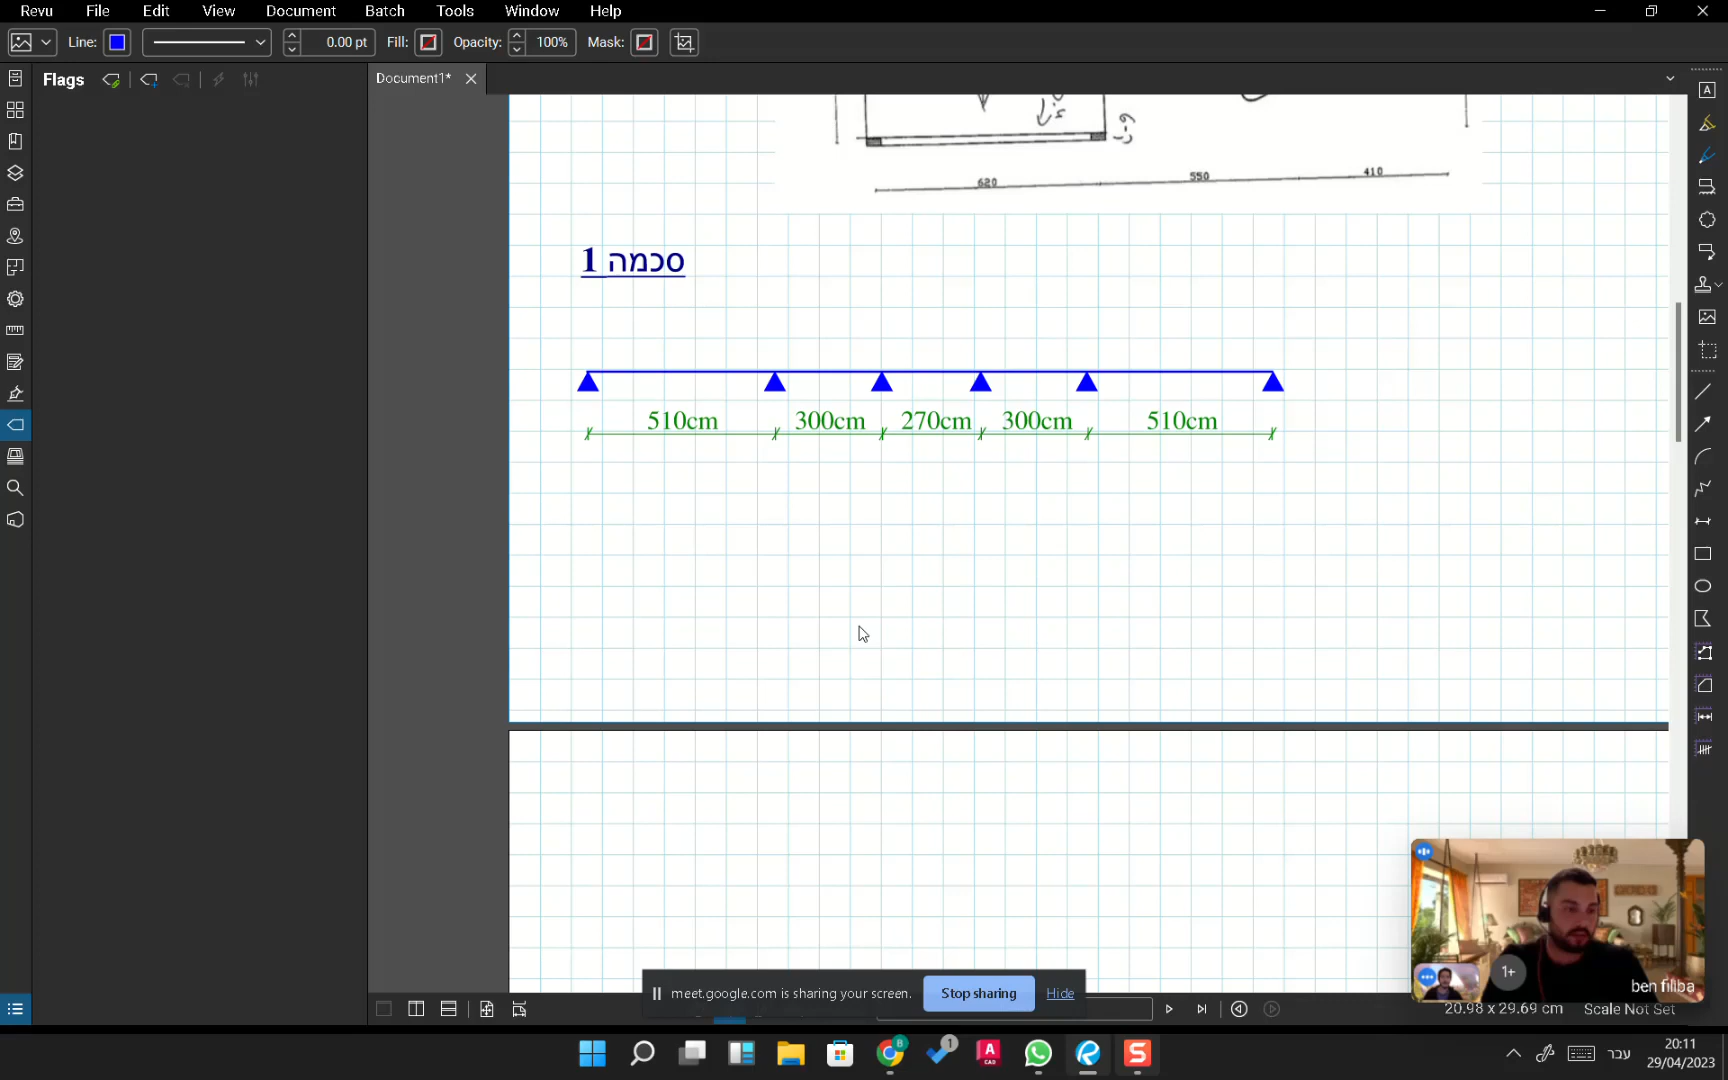 Revu File Edit View Document Batch Tools Window Help
Line: 0.00 pt Fill: Opacity: 100% Mask:
Flags
Document1*
620 550 410
סכמה 1
510cm 300cm 270cm 300cm 510cm
1+
ben filiba
meet.google.com is sharing your screen. Stop sharing Hide
20.98 x 29.69 cm Scale Not Set
עבר
20:11
29/04/2023